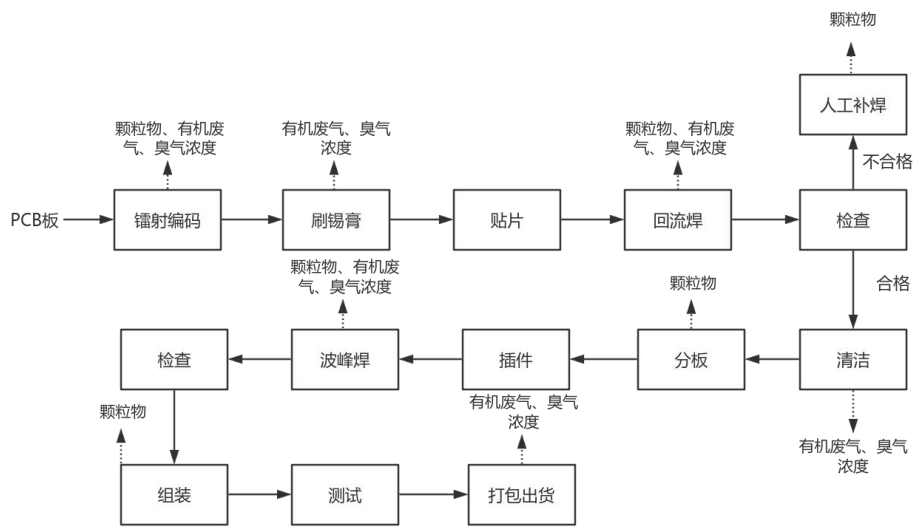 颗粒物
人工补焊
颗粒物、有机废
气、臭气浓度
有机废气、臭气
浓度
颗粒物、有机废
气、臭气浓度
不合格
PCB板
镭射编码
刷锡膏
贴片
回流焊
检查
颗粒物、有机废
气、臭气浓度
颗粒物
合格
检查
波峰焊
插件
分板
清洁
颗粒物
有机废气、臭气
浓度
有机废气、臭气
浓度
组装
测试
打包出货